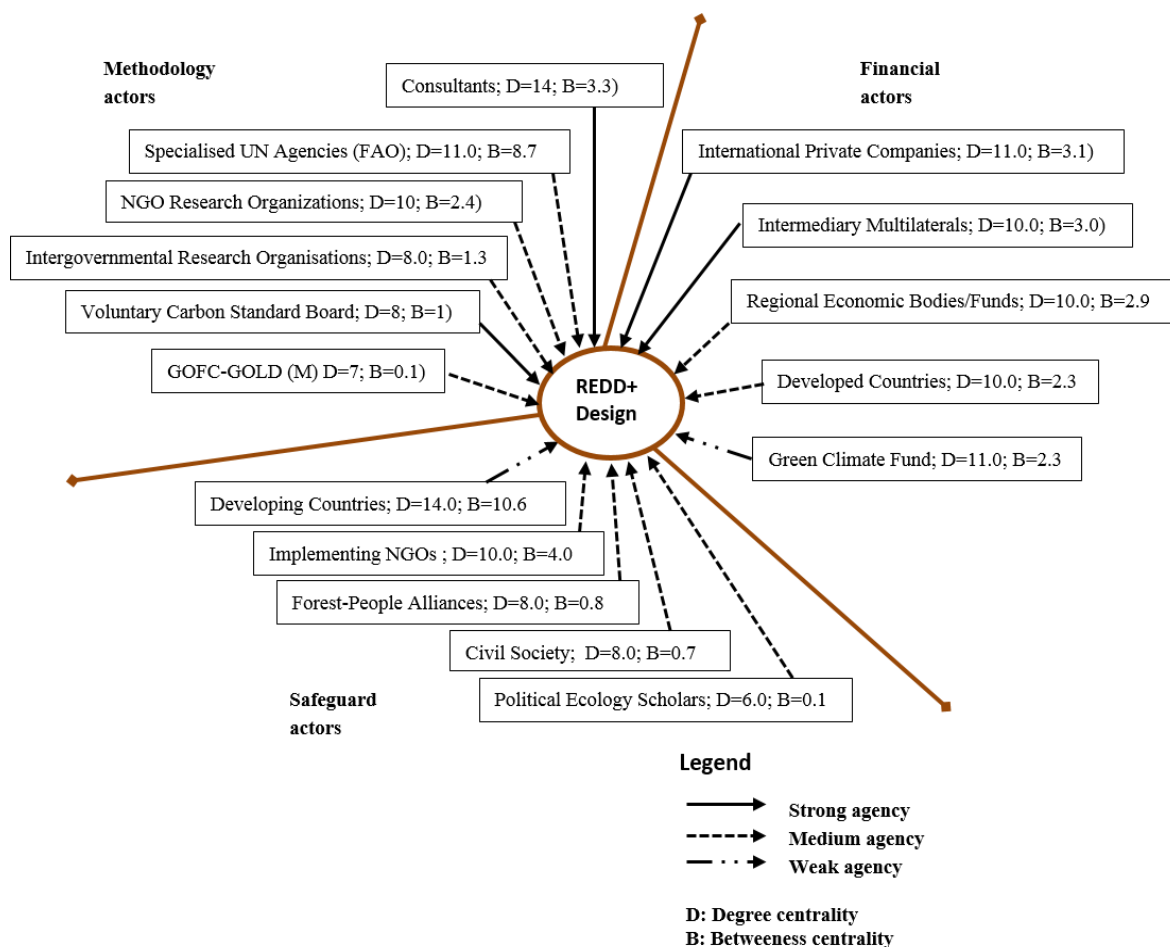 Methodology
actors
Consultants; D=14; B=3.3)
Financial
actors
Specialised UN Agencies (FAO); D=11.0; B=8.7
International Private Companies; D=11.0; B=3.1)
NGO Research Organizations; D=10; B=2.4)
Intermediary Multilaterals; D=10.0; B=3.0)
Intergovernmental Research Organisations; D=8.0; B=1.3
Regional Economic Bodies/Funds; D=10.0; B=2.9
Voluntary Carbon Standard Board; D=8; B=1)
GOFC-GOLD (M) D=7; B=0.1)
Developed Countries; D=10.0; B=2.3
REDD+
Design
Green Climate Fund; D=11.0; B=2.3
Developing Countries; D=14.0; B=10.6
Implementing NGOs ; D=10.0; B=4.0
Forest-People Alliances; D=8.0; B=0.8
Civil Society;  D=8.0; B=0.7
Political Ecology Scholars; D=6.0; B=0.1
Safeguard
actors
Legend
Strong agency
Medium agency
Weak agency
D: Degree centrality
B: Betweeness centrality